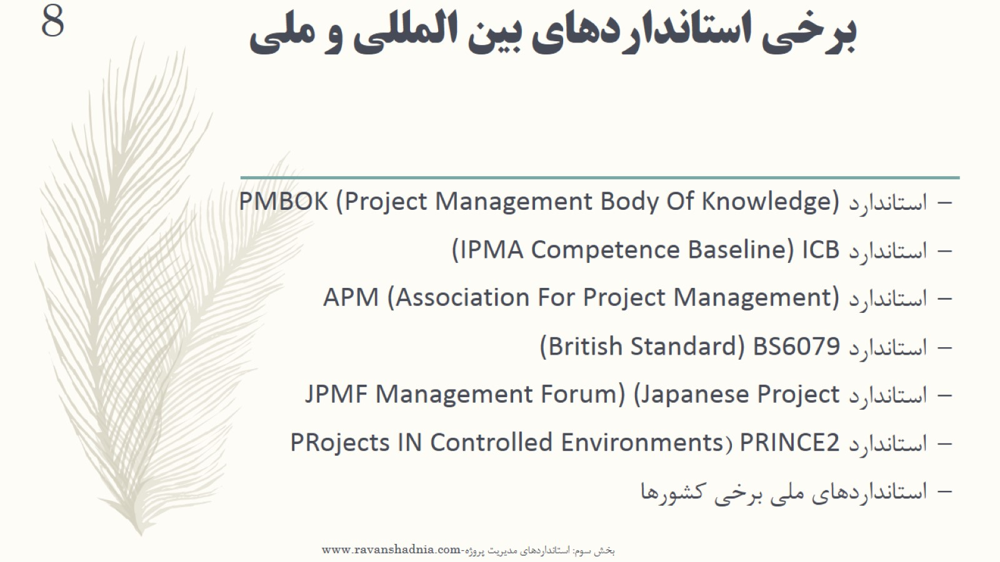 8
برخی استانداردهای بین المللی و ملی
– استاندارد PMBOK (Project Management Body Of Knowledge)
– استاندارد ICB (IPMA Competence Baseline)
– استاندارد APM (Association For Project Management)
– استاندارد BS6079 (British Standard)
– استاندارد JPMF Management Forum) (Japanese Project
– استاندارد PRINCE2 (PRojects IN Controlled Environments
– استانداردهای ملی برخی کشورها
بخش سوم: استانداردهای مدیریت پروژه-www.ravanshadnia.com